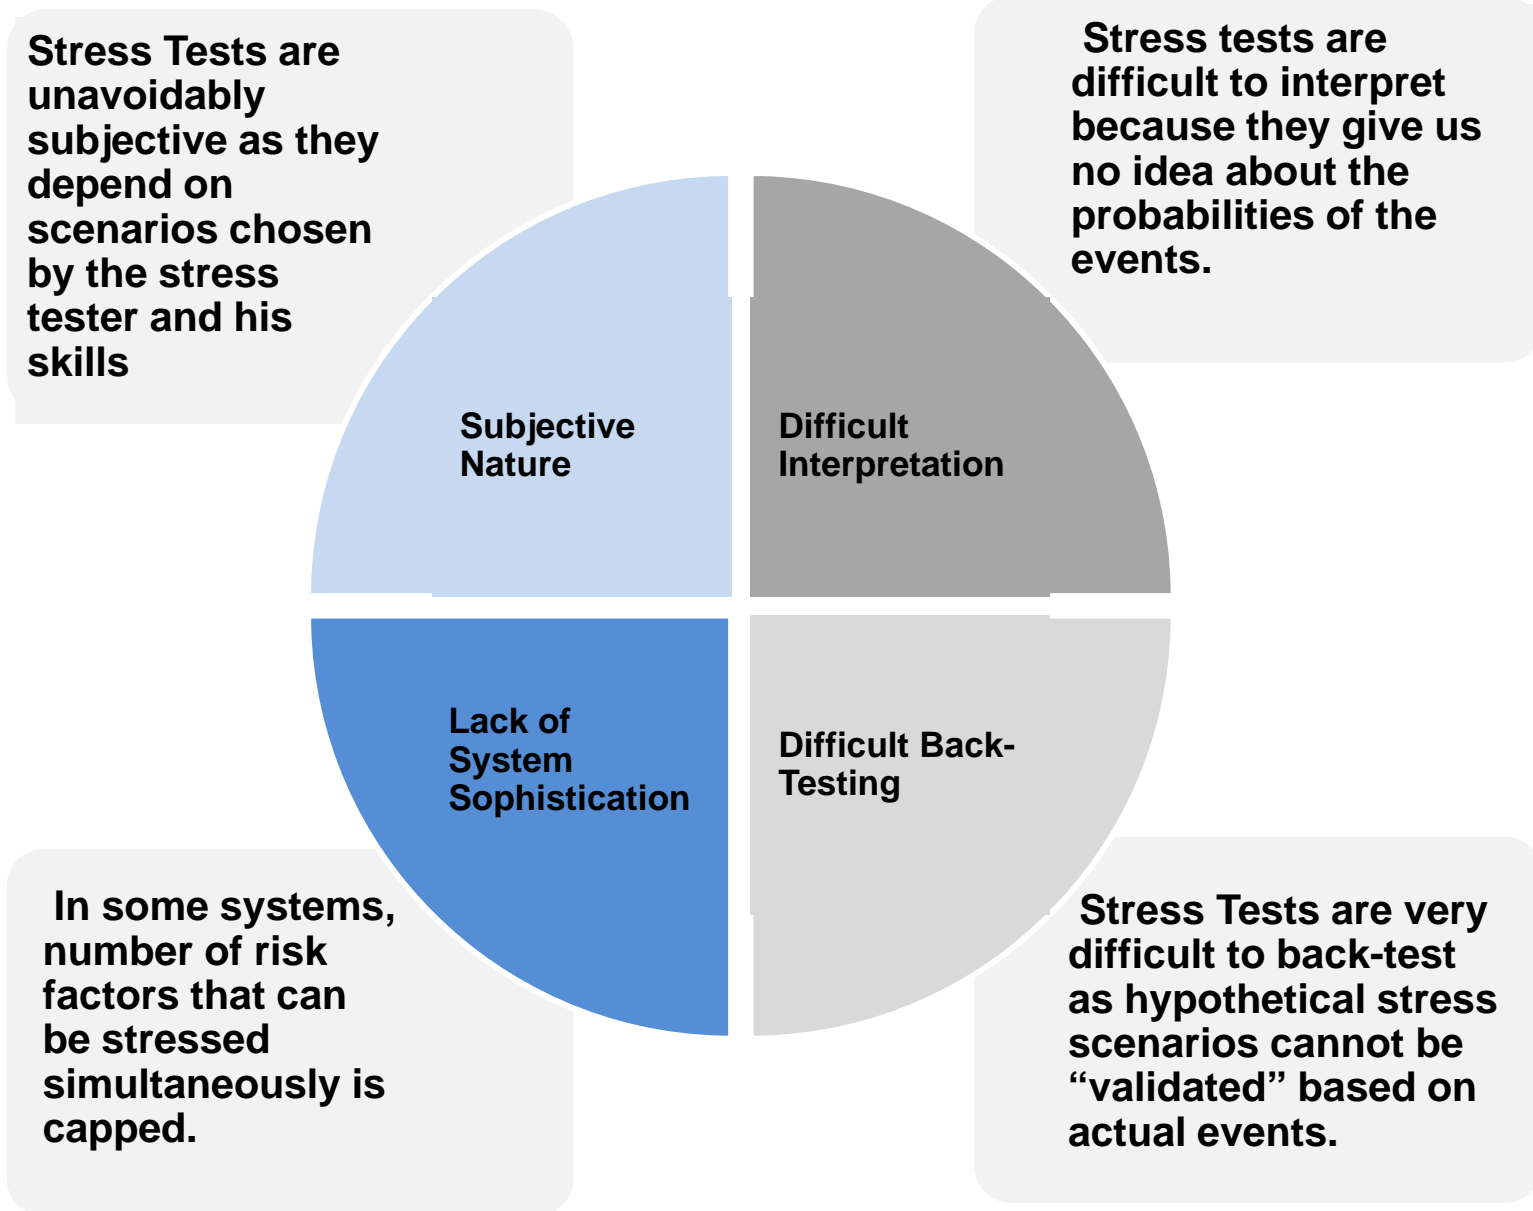 Stress Tests are
unavoidably
subjective as they
depend on
scenarios chosen
by the stress
tester and his
skills
Stress tests are
difficult to interpret
because they give us
no idea about the
probabilities of the
events.
Subjective
Nature
Difficult
Interpretation
Lack of
System
Sophistication
Difficult Back-
Testing
In some systems,
number of risk
factors that can
be stressed
simultaneously is
capped.
Stress Tests are very
difficult to back-test
as hypothetical stress
scenarios cannot be
“validated” based on
actual events.